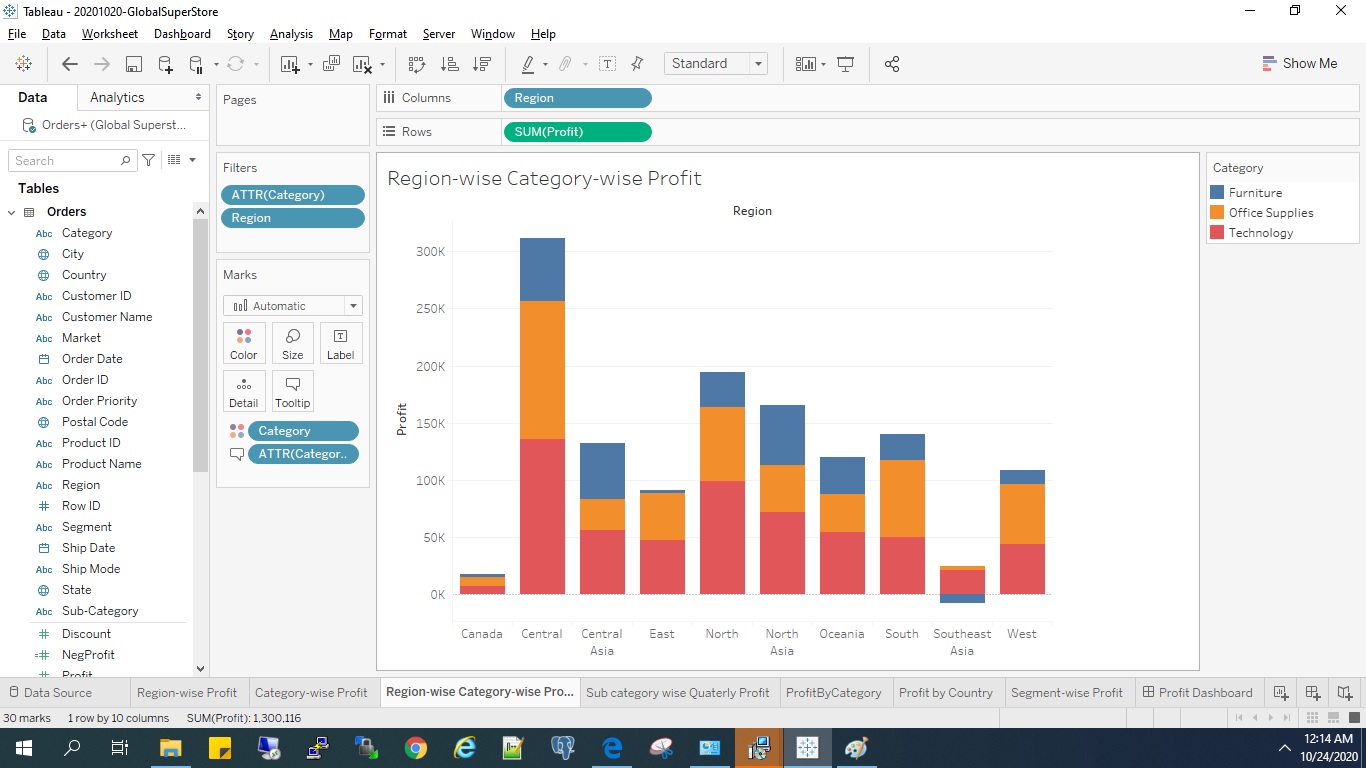 Tableau - 20201020-GlobalSuperStore
File Data Worksheet Dashboard Story Analysis Map Format Server Window Help
Standard
Show Me
Data Analytics
Orders+ (Global Superst...
Search
Tables
Orders
Abc Category
City
Country
Abc Customer ID
Abc Customer Name
Abc Market
Order Date
Abc Order ID
Abc Order Priority
Postal Code
Abc Product ID
Abc Product Name
Abc Region
# Row ID
Abc Segment
Ship Date
Abc Ship Mode
State
Abc Sub-Category
# Discount
=# NegProfit
# Profit
Pages
Filters
ATTR(Category)
Region
Marks
Automatic
Color Size Label
Detail Tooltip
Category
ATTR(Categor..
Columns Region
Rows SUM(Profit)
Region-wise Category-wise Profit
Region
Profit
300K
250K
200K
150K
100K
50K
0K
Canada Central Central Asia East North North Asia Oceania South Southeast Asia West
Category
Furniture
Office Supplies
Technology
Data Source Region-wise Profit Category-wise Profit Region-wise Category-wise Pro... Sub category wise Quaterly Profit ProfitByCategory Profit by Country Segment-wise Profit Profit Dashboard
30 marks 1 row by 10 columns SUM(Profit): 1,300,116
12:14 AM
10/24/2020